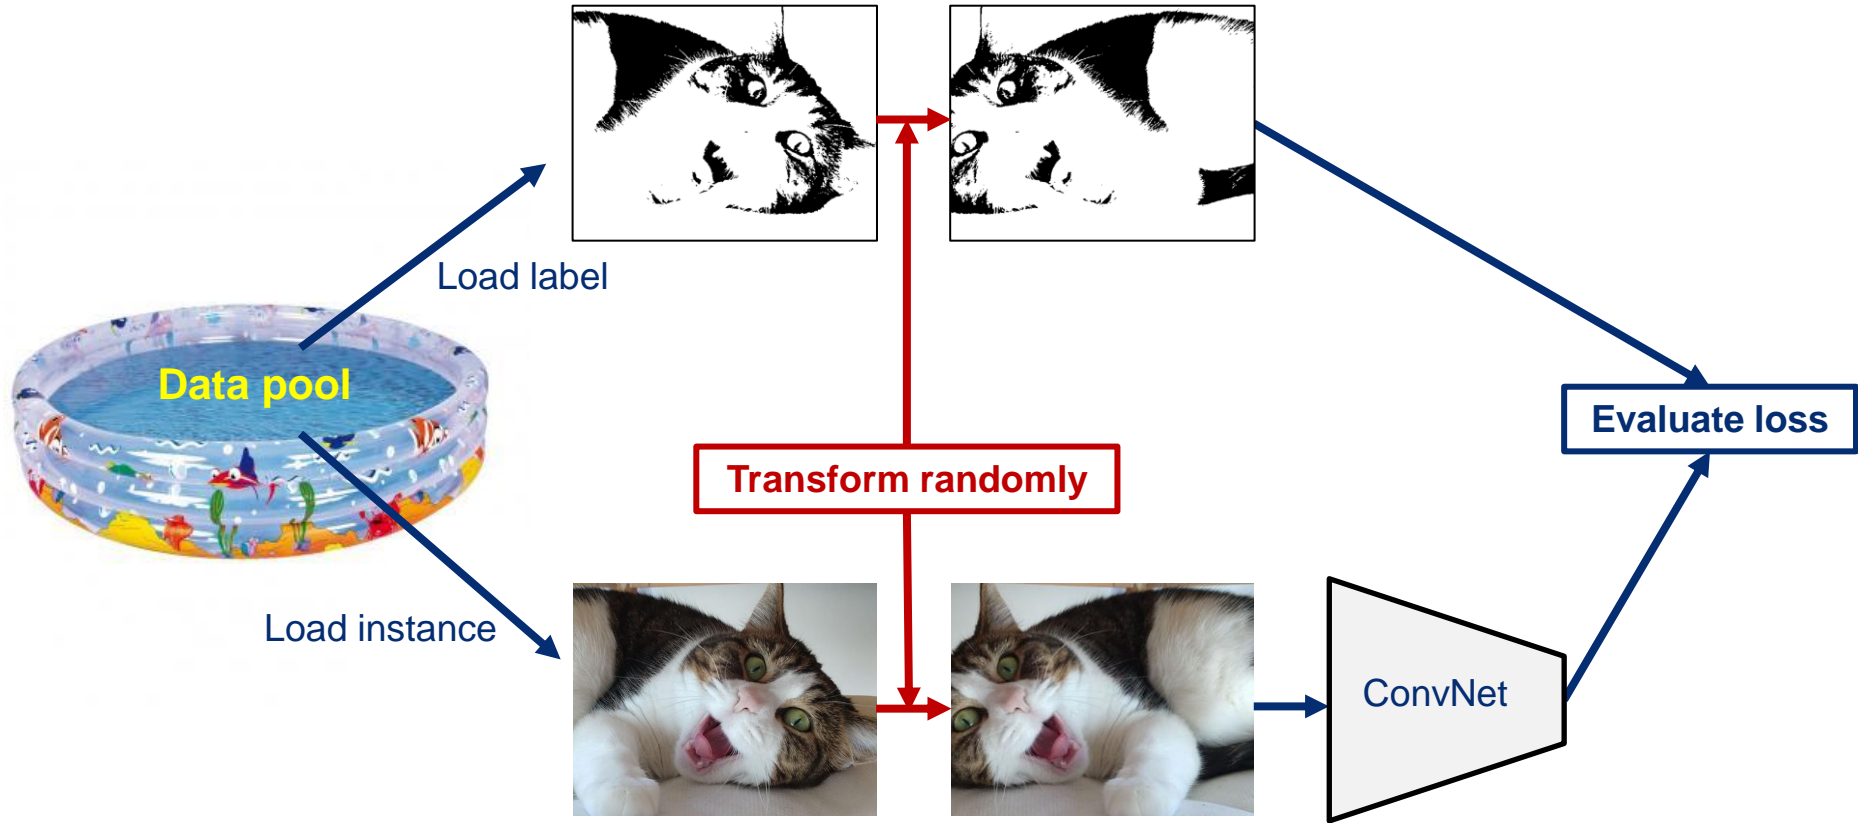 Load label
Data pool
Evaluate loss
Transform randomly
Load instance
ConvNet